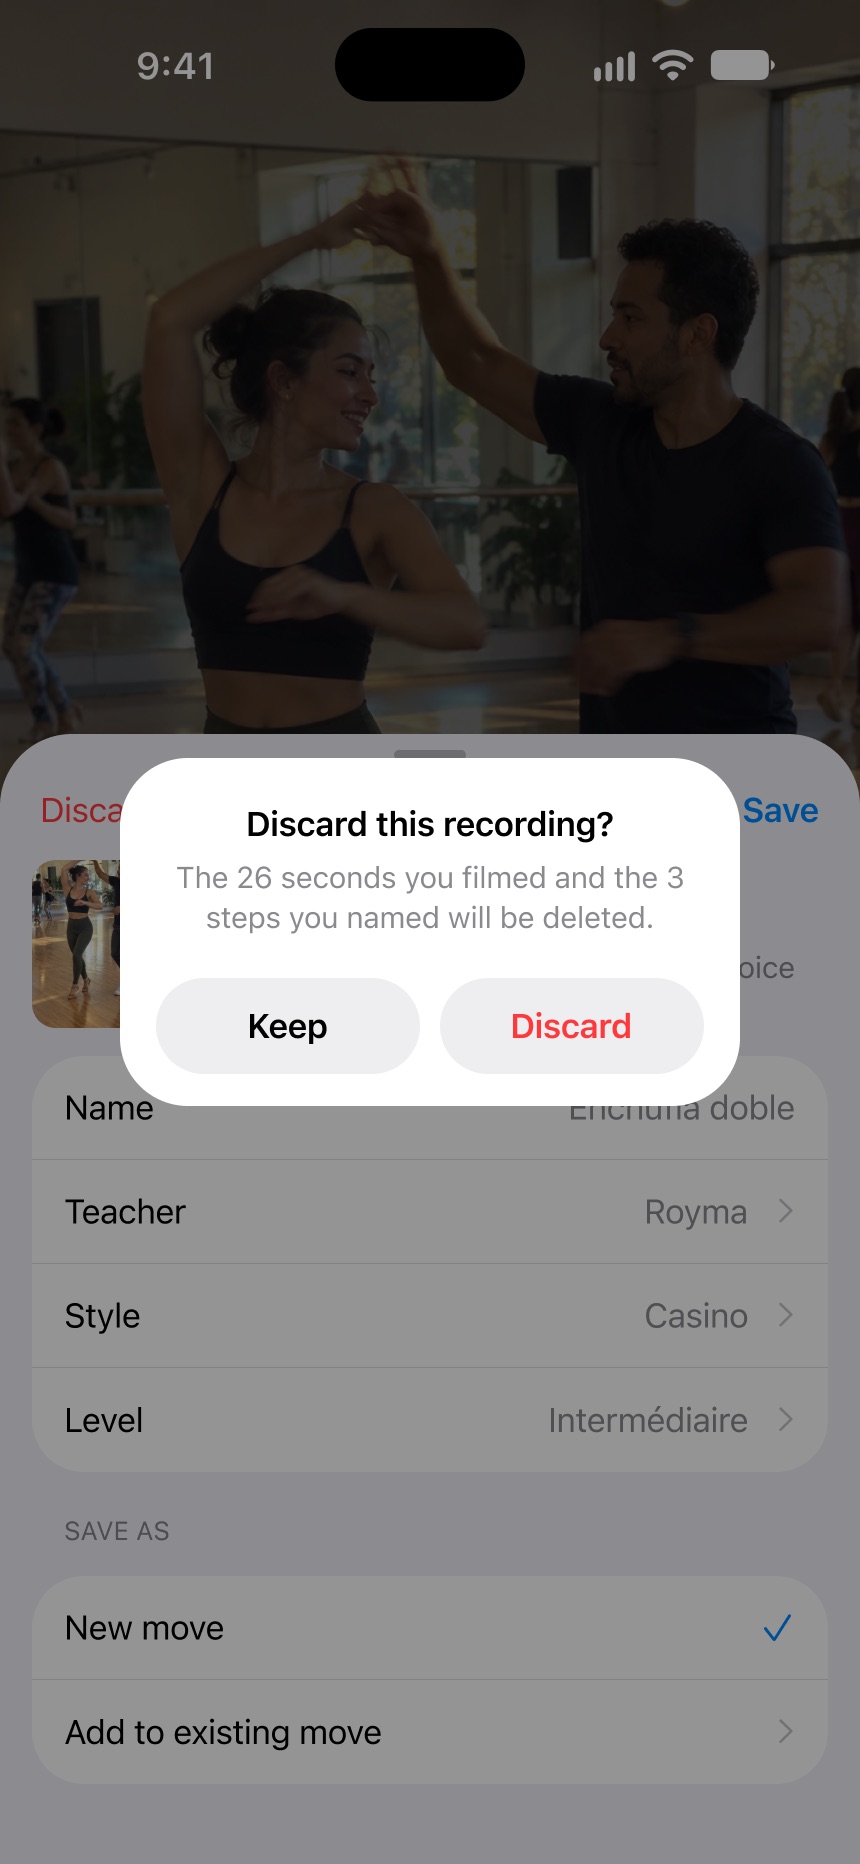 9:41
Discard this recording?
The 26 seconds you filmed and the 3
steps you named will be deleted.
Keep
Discard
Save
Name
Teacher
Royma
Style
Casino
Level
Intermédiaire
SAVE AS
New move
Add to existing move